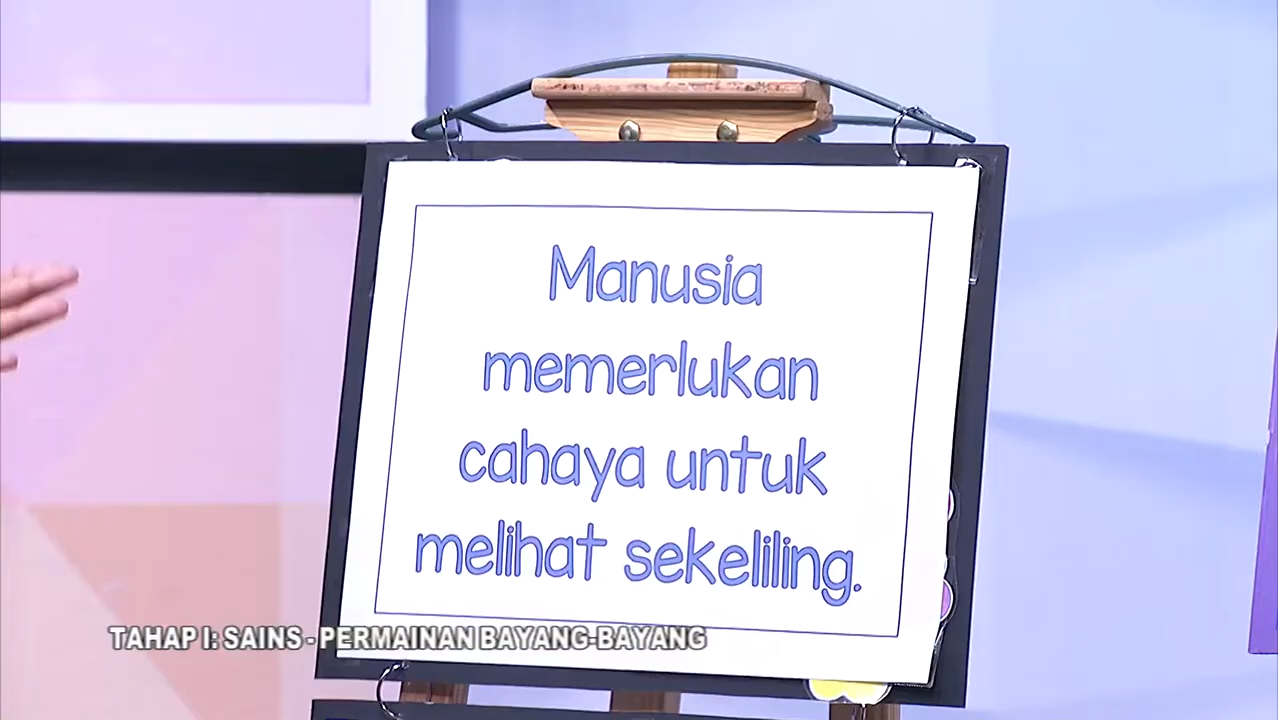 Manusia
memerlukan
cahaya untuk
melihat sekeliling.
TAHAP I: SAINS - PERMAINAN BAYANG-BAYANG